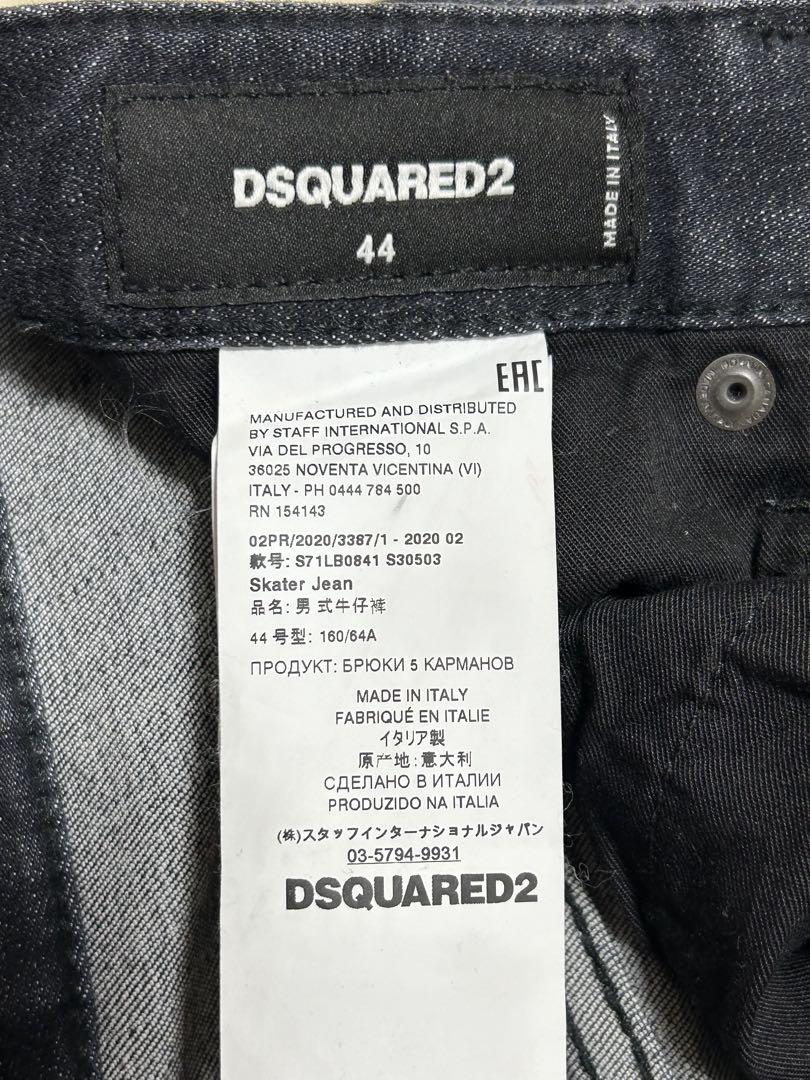 DSQUARED2
44
MADE IN ITALY
EAC
MANUFACTURED AND DISTRIBUTED
BY STAFF INTERNATIONAL S.P.A.
VIA DEL PROGRESSO, 10
36025 NOVENTA VICENTINA (VI)
ITALY - PH 0444 784 500
RN 154143
02PR/2020/3387/1 - 2020 02
款号: S71LB0841 S30503
Skater Jean
品名: 男式牛仔裤
44 号型: 160/64A
ПРОДУКТ: БРЮКИ 5 КАРМАНОВ
MADE IN ITALY
FABRIQUÉ EN ITALIE
イタリア製
原产地:意大利
СДЕЛАНО В ИТАЛИИ
PRODUZIDO NA ITALIA
(株)スタッフインターナショナルジャパン
03-5794-9931
DSQUARED2